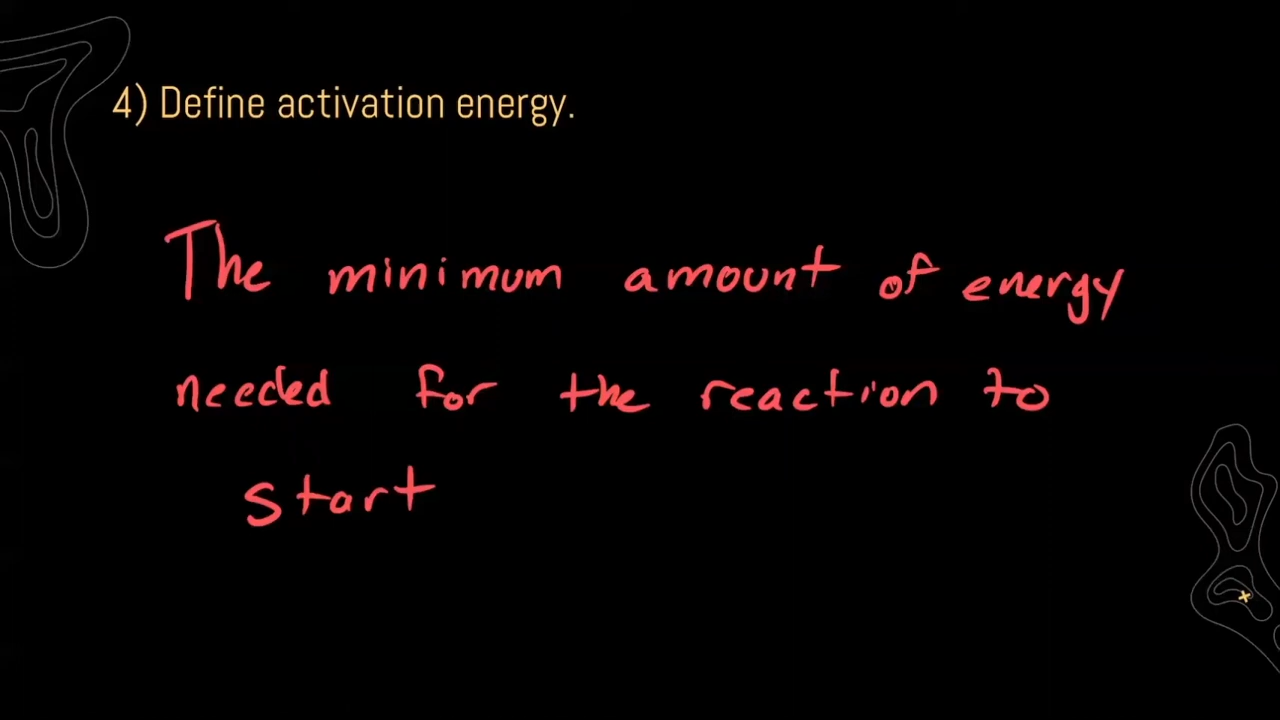 4) Define activation energy.
The minimum amount of energy
needed for the reaction to
start